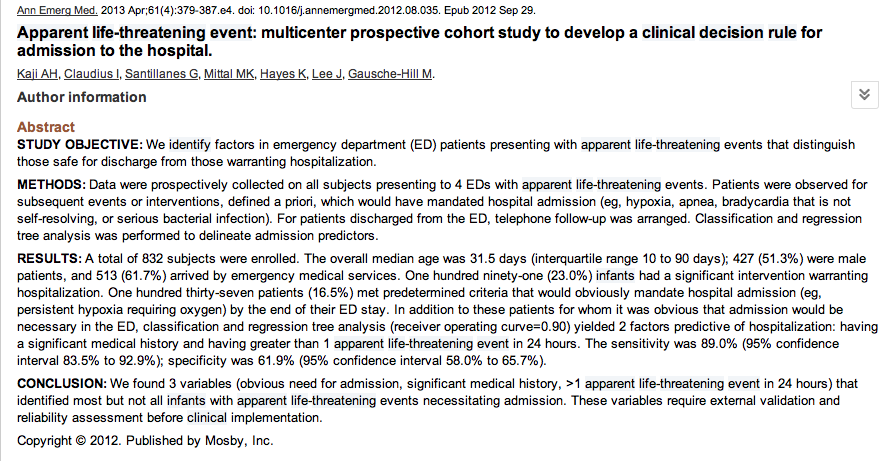 Ann Emerg Med. 2013 Apr;61(4):379-387.e4. doi: 10.1016/j.annemergmed.2012.08.035. Epub 2012 Sep 29.
Apparent life-threatening event: multicenter prospective cohort study to develop a clinical decision rule for
admission to the hospital.
Kaji AH, Claudius I, Santillanes G, Mittal MK, Hayes K, Lee J, Gausche-Hill M.
Author information
Abstract
STUDY OBJECTIVE: We identify factors in emergency department (ED) patients presenting with apparent life-threatening events that distinguish
those safe for discharge from those warranting hospitalization.
METHODS: Data were prospectively collected on all subjects presenting to 4 EDs with apparent life-threatening events. Patients were observed for
subsequent events or interventions, defined a priori, which would have mandated hospital admission (eg, hypoxia, apnea, bradycardia that is not
self-resolving, or serious bacterial infection). For patients discharged from the ED, telephone follow-up was arranged. Classification and regression
tree analysis was performed to delineate admission predictors.
RESULTS: A total of 832 subjects were enrolled. The overall median age was 31.5 days (interquartile range 10 to 90 days); 427 (51.3%) were male
patients, and 513 (61.7%) arrived by emergency medical services. One hundred ninety-one (23.0%) infants had a significant intervention warranting
hospitalization. One hundred thirty-seven patients (16.5%) met predetermined criteria that would obviously mandate hospital admission (eg,
persistent hypoxia requiring oxygen) by the end of their ED stay. In addition to these patients for whom it was obvious that admission would be
necessary in the ED, classification and regression tree analysis (receiver operating curve=0.90) yielded 2 factors predictive of hospitalization: having
a significant medical history and having greater than 1 apparent life-threatening event in 24 hours. The sensitivity was 89.0% (95% confidence
interval 83.5% to 92.9%); specificity was 61.9% (95% confidence interval 58.0% to 65.7%).
CONCLUSION: We found 3 variables (obvious need for admission, significant medical history, >1 apparent life-threatening event in 24 hours) that
identified most but not all infants with apparent life-threatening events necessitating admission. These variables require external validation and
reliability assessment before clinical implementation.
Copyright © 2012. Published by Mosby, Inc.